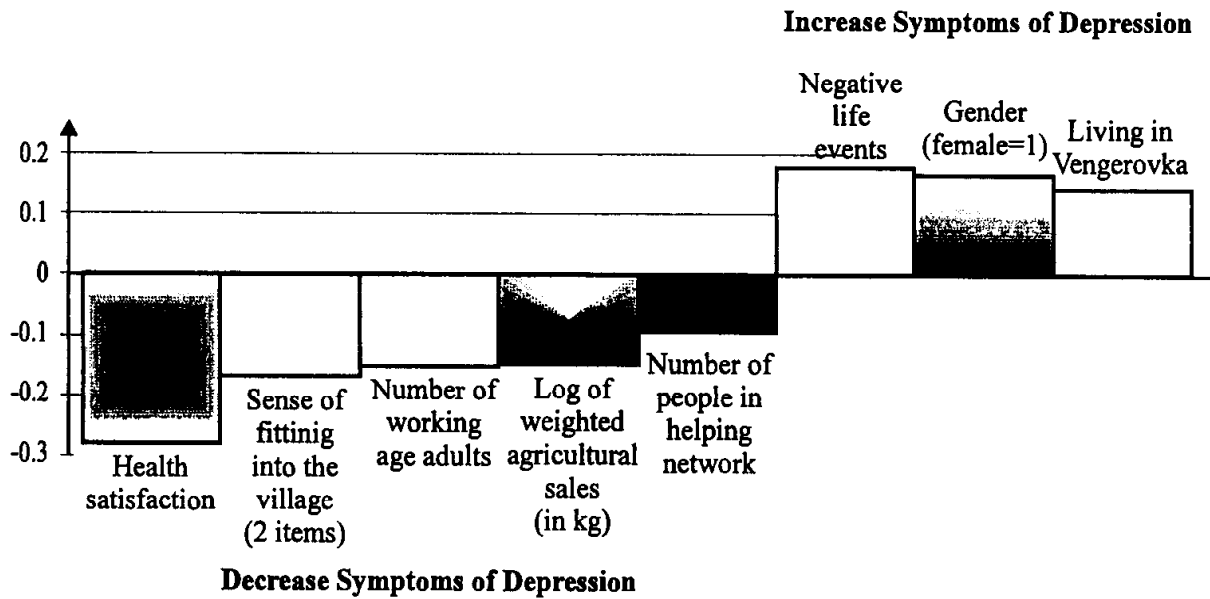 Increase Symptoms of Depression
Negative
life
events
Gender
(female=1)
Living in
Vengerovka
0.2
0.1
0
-0.1
-0.2
-0.3
Health
satisfaction
Sense of
fittinig
into the
village
(2 items)
Number of
working
age adults
Log of
weighted
agricultural
sales
(in kg)
Number of
people in
helping
network
Decrease Symptoms of Depression